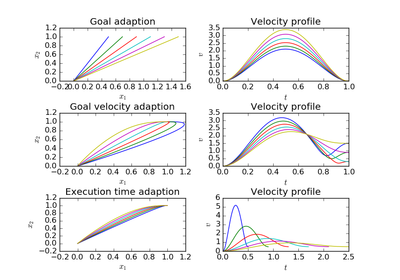 Goal adaption
Velocity profile
1.2
1.0
0.8
0.6
0.4
0.2
0.0
−0.2
x₂
−0.2 0.0 0.2 0.4 0.6 0.8 1.0 1.2 1.4 1.6
x₁
3.5
3.0
2.5
2.0
1.5
1.0
0.5
0.0
v
0.0 0.2 0.4 0.6 0.8 1.0
t
Goal velocity adaption
Velocity profile
1.2
1.0
0.8
0.6
0.4
0.2
0.0
−0.2
x₂
−0.2 0.0 0.2 0.4 0.6 0.8 1.0 1.2
x₁
3.5
3.0
2.5
2.0
1.5
1.0
0.5
0.0
v
0.0 0.2 0.4 0.6 0.8 1.0
t
Execution time adaption
Velocity profile
1.2
1.0
0.8
0.6
0.4
0.2
0.0
−0.2
x₂
−0.2 0.0 0.2 0.4 0.6 0.8 1.0 1.2
x₁
6
5
4
3
2
1
0
v
0.0 0.5 1.0 1.5 2.0 2.5
t